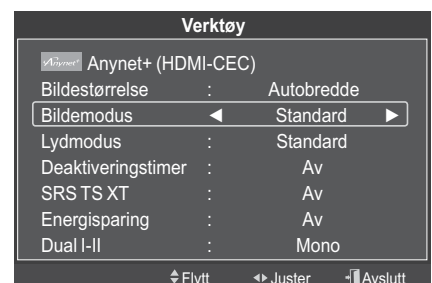 Verktøy
Anynet+ Anynet+ (HDMI-CEC)
Bildestørrelse : Autobredde
Bildemodus ◄ Standard ►
Lydmodus : Standard
Deaktiveringstimer : Av
SRS TS XT : Av
Energisparing : Av
Dual I-II : Mono
Flytt Juster Avslutt